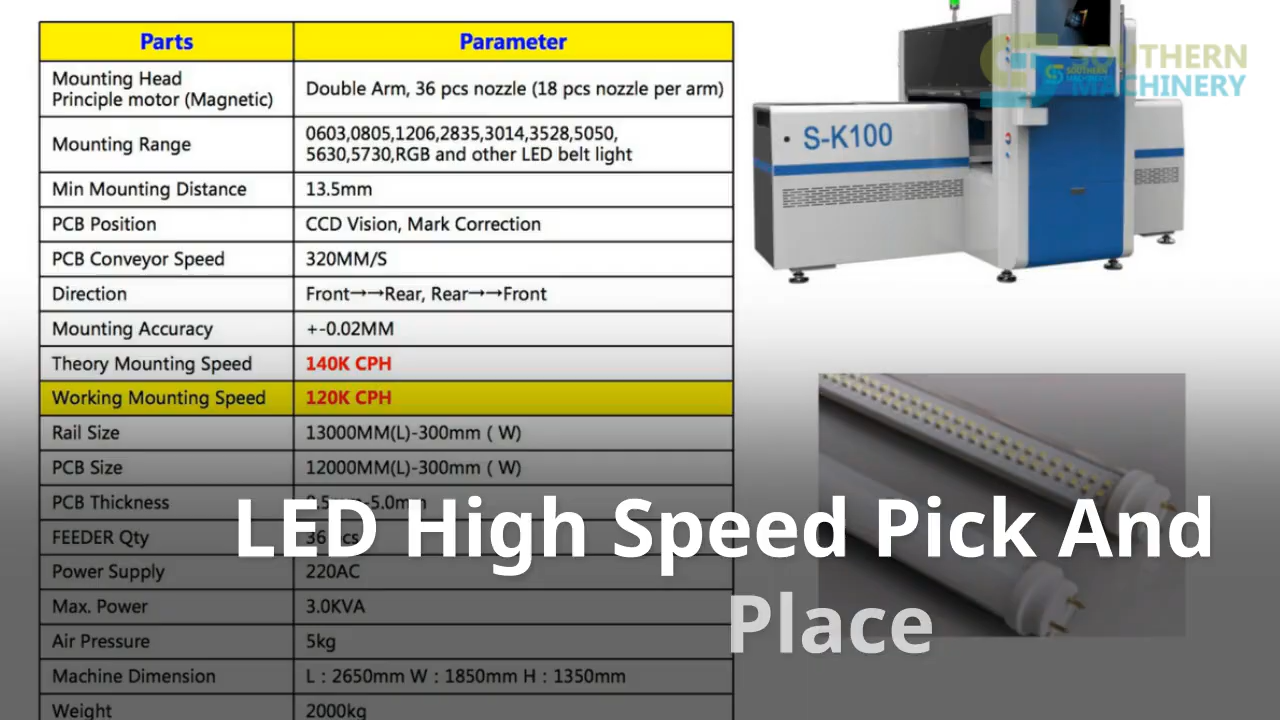 Parts Parameter
Mounting Head
Principle motor (Magnetic)
Double Arm, 36 pcs nozzle (18 pcs nozzle per arm)
Mounting Range
0603,0805,1206,2835,3014,3528,5050,
5630,5730,RGB and other LED belt light
Min Mounting Distance 13.5mm
PCB Position CCD Vision, Mark Correction
PCB Conveyor Speed 320MM/S
Direction Front→→Rear, Rear→→Front
Mounting Accuracy +-0.02MM
Theory Mounting Speed 140K CPH
Working Mounting Speed 120K CPH
Rail Size 13000MM(L)-300mm ( W)
PCB Size 12000MM(L)-300mm ( W)
PCB Thickness
FEEDER Qty
Power Supply 220AC
Max. Power 3.0KVA
Air Pressure 5kg
Machine Dimension L : 2650mm W : 1850mm H : 1350mm
Weight 2000kg
SOUTHERN
MACHINERY
SOUTHERN
MACHINERY
S-K100
LED High Speed Pick And
Place